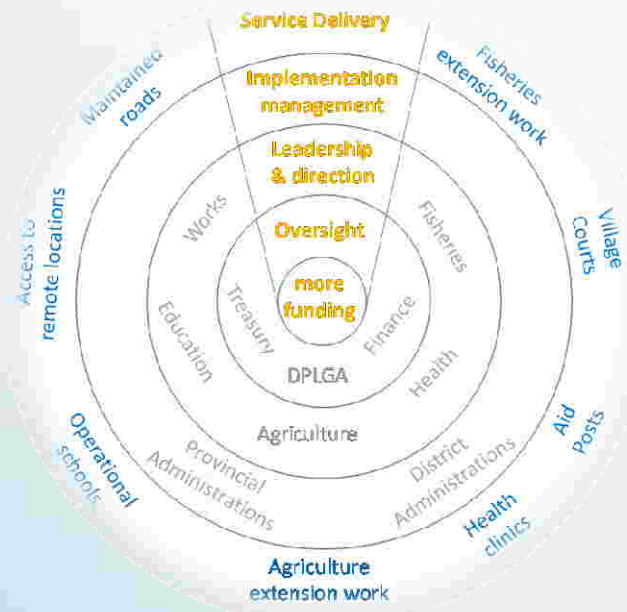 Service Delivery
Implementation
management
Leadership
& direction
Oversight
more
funding
Treasury
Finance
DPLGA
Works
Fisheries
Education
Health
Agriculture
Provincial
Administrations
District
Administrations
Maintained
roads
Fisheries
extension work
Access to
remote locations
Village
Courts
Operational
schools
Aid
Posts
Health
clinics
Agriculture
extension work